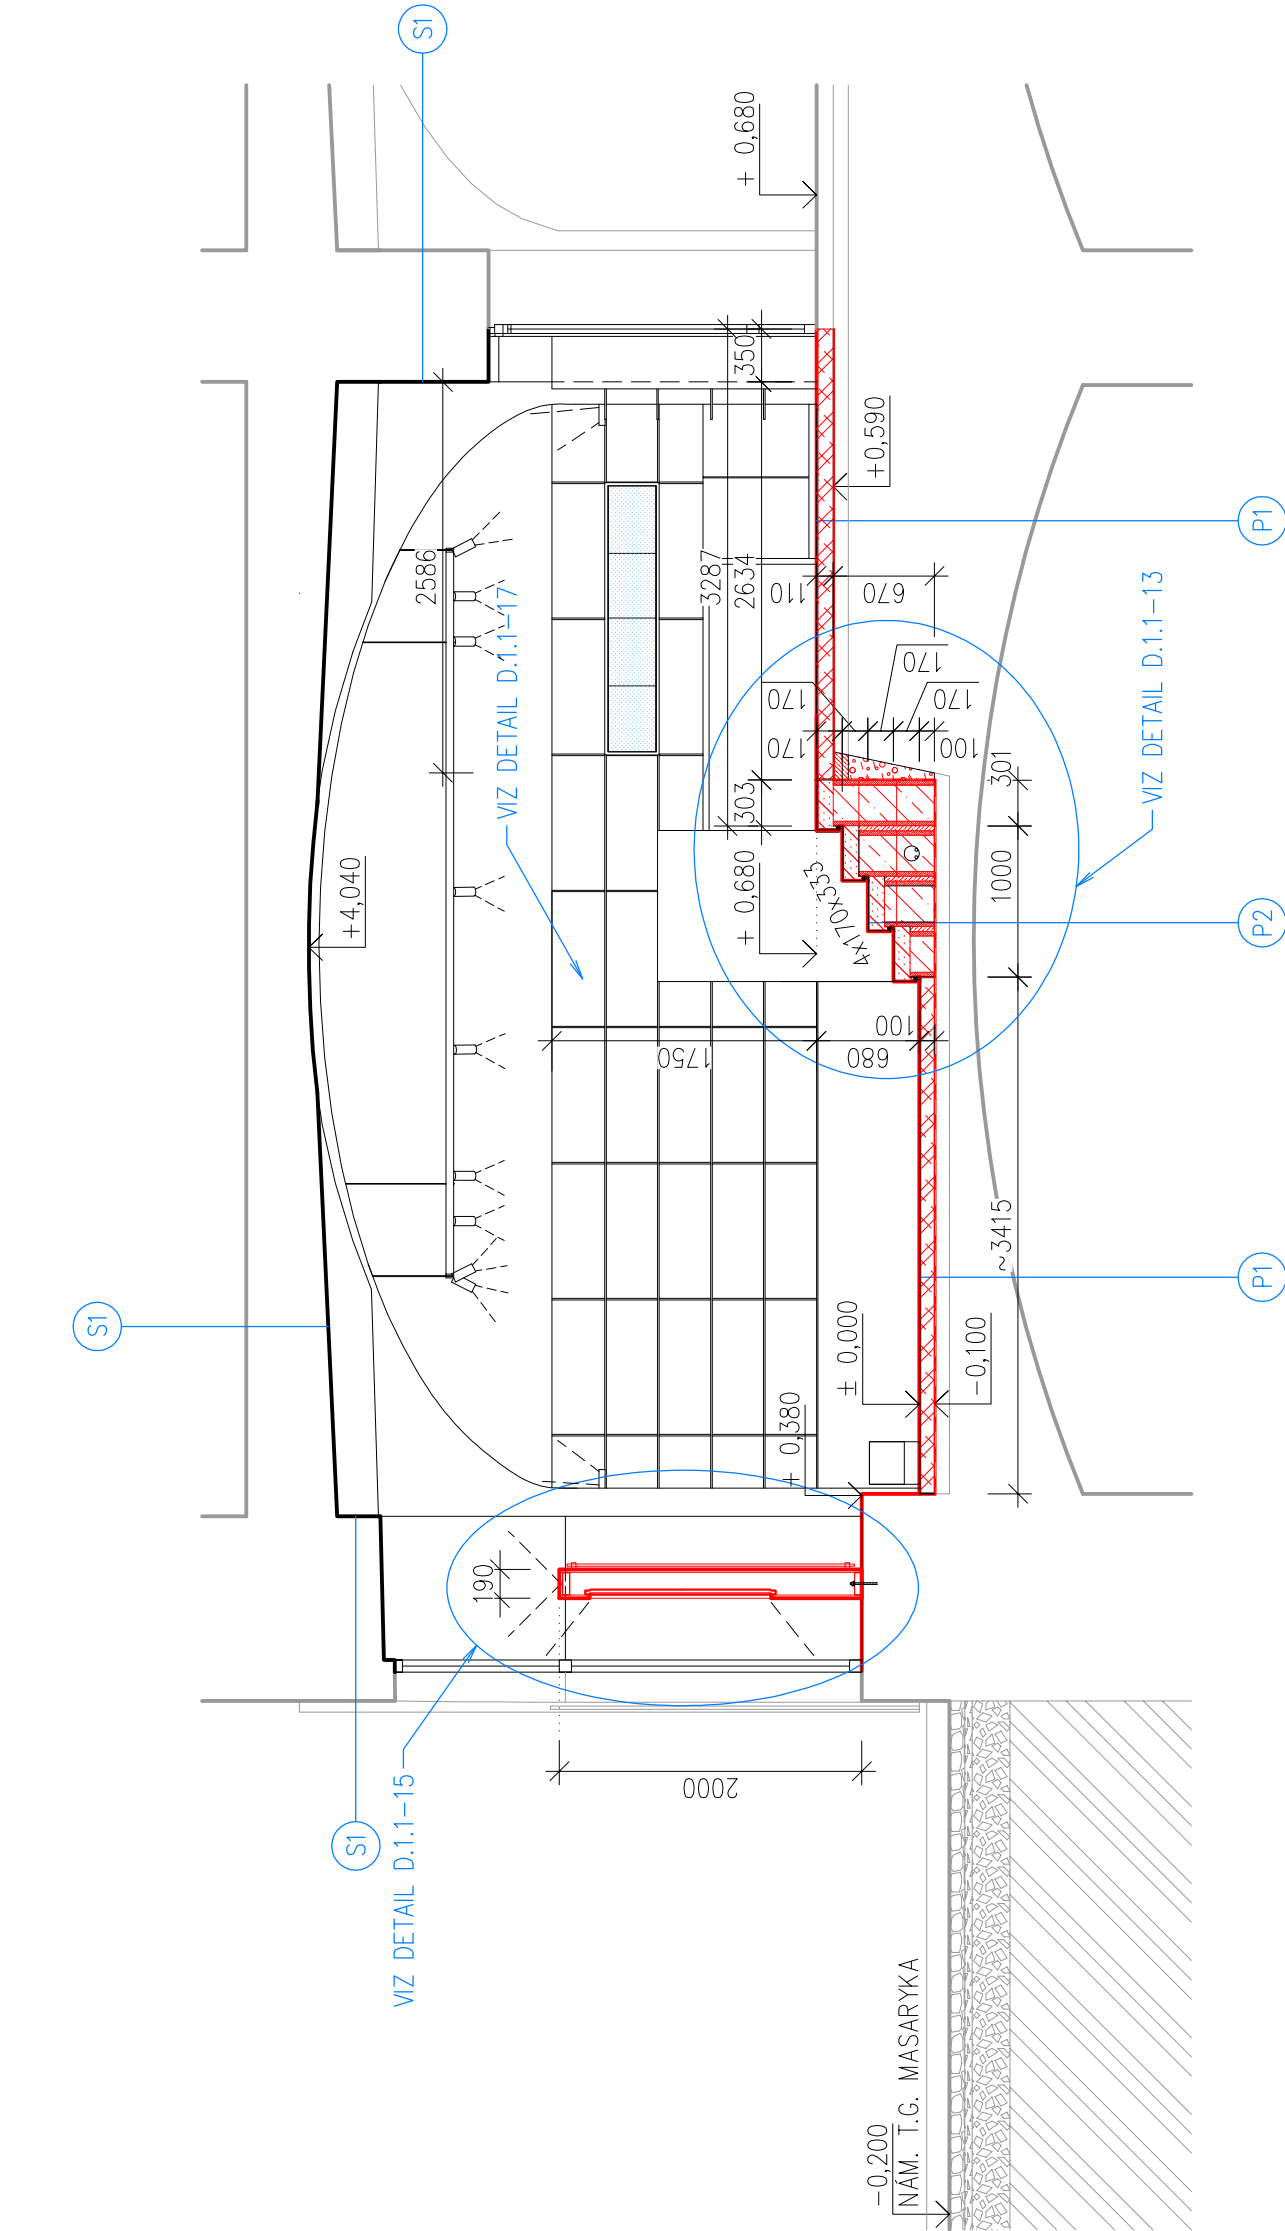 S1
+ 0,680
350
2586
+0,590
P1
3287
2634
110
670
VIZ DETAIL D.1.1-17
VIZ DETAIL D.1.1-13
170
170
170
170
100
301
303
+4,040
+ 0,680
4x170x333
1000
P2
1750
680
100
~3415
P1
± 0,000
-0,100
+ 0,380
S1
190
2000
S1
VIZ DETAIL D.1.1-15
-0,200
NÁM. T.G. MASARYKA